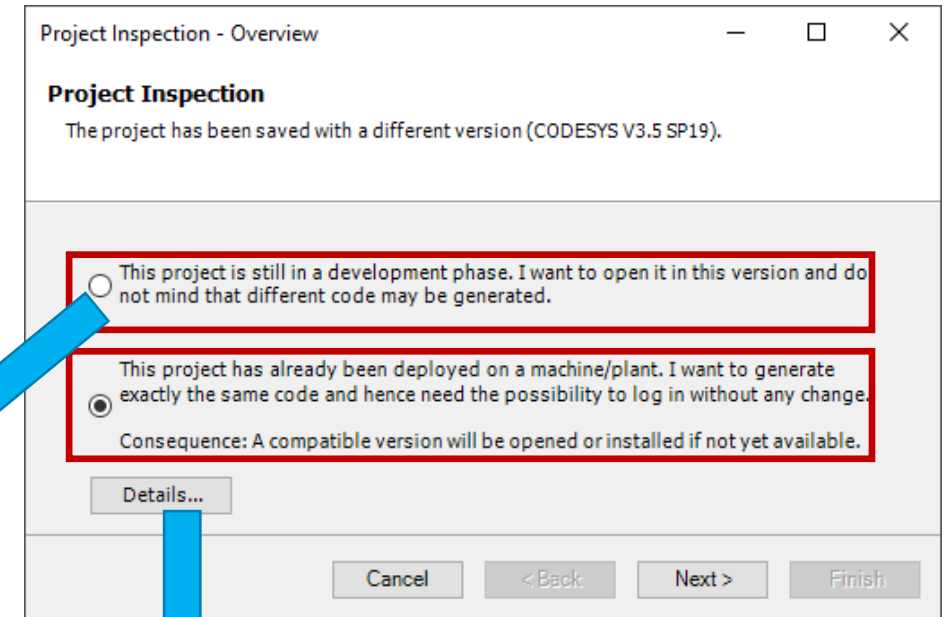 Project Inspection - Overview
Project Inspection
The project has been saved with a different version (CODESYS V3.5 SP19).
This project is still in a development phase. I want to open it in this version and do
not mind that different code may be generated.
This project has already been deployed on a machine/plant. I want to generate
exactly the same code and hence need the possibility to log in without any change.
Consequence: A compatible version will be opened or installed if not yet available.
Details...
Cancel
< Back
Next >
Finish